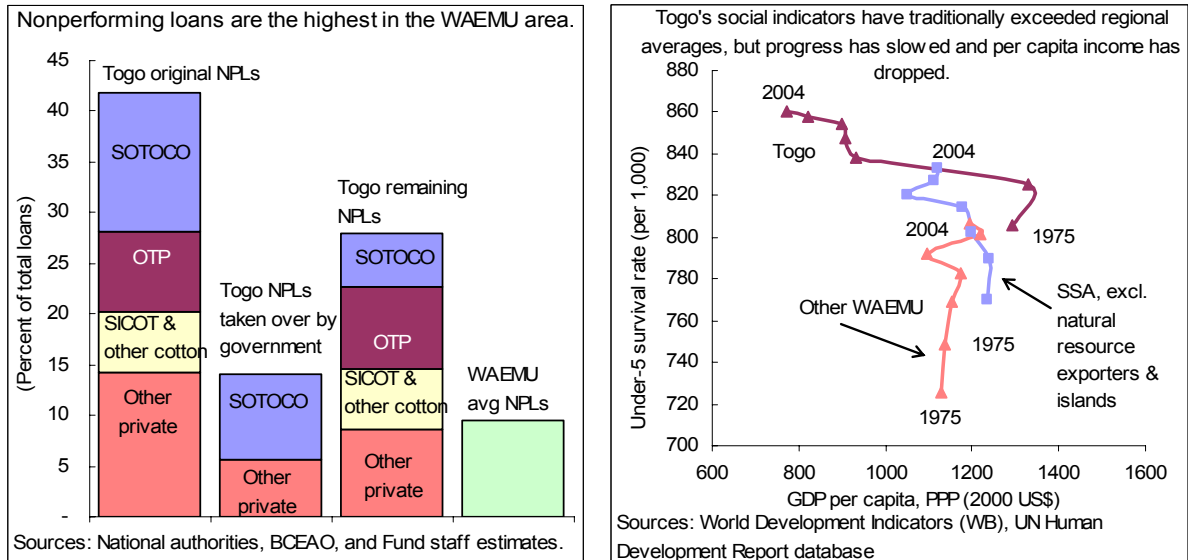 Nonperforming loans are the highest in the WAEMU area.
45
40
35
30
25
20
15
10
5
-
(Percent of total loans)
Togo original NPLs
SOTOCO
OTP
SICOT &
other cotton
Other
private
Togo NPLs
taken over by
government
SOTOCO
Other
private
Togo remaining
NPLs
SOTOCO
OTP
SICOT &
other cotton
Other
private
WAEMU
avg NPLs
Sources: National authorities, BCEAO, and Fund staff estimates.
Togo's social indicators have traditionally exceeded regional
averages, but progress has slowed and per capita income has
dropped.
880
860
840
820
800
780
760
740
720
700
Under-5 survival rate (per 1,000)
2004
Togo
2004
1975
2004
Other WAEMU
1975
1975
SSA, excl.
natural
resource
exporters &
islands
600 800 1000 1200 1400 1600
GDP per capita, PPP (2000 US$)
Sources: World Development Indicators (WB), UN Human
Development Report database